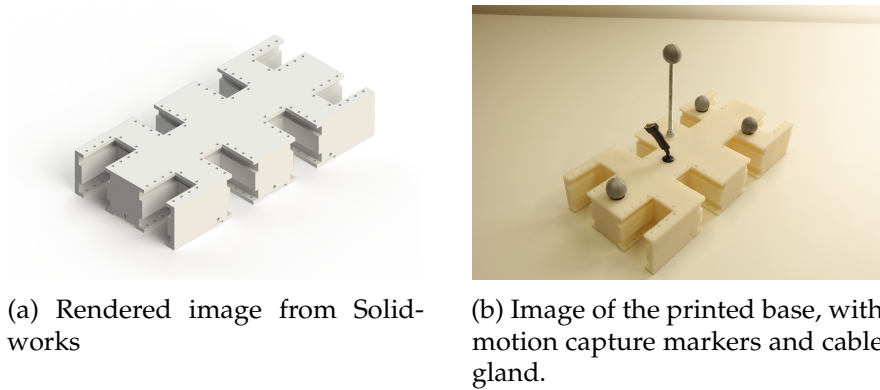 (a) Rendered image from Solid-
works
(b) Image of the printed base, with
motion capture markers and cable
gland.